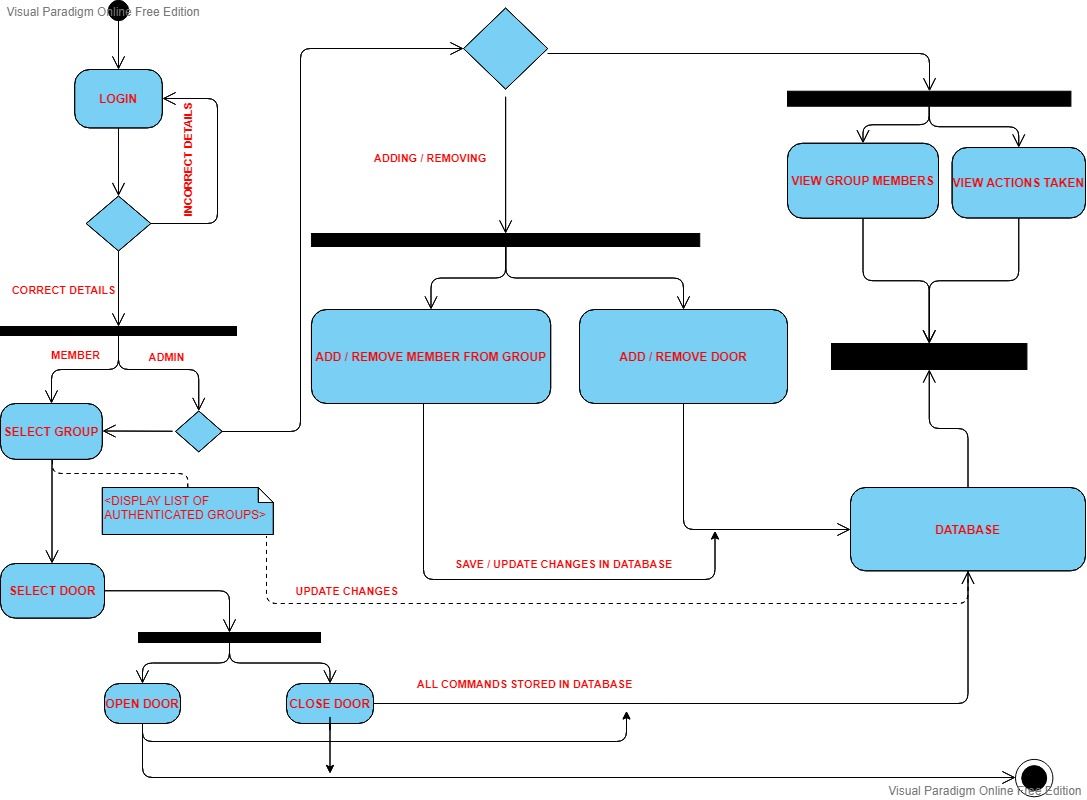 Visual Paradigm Online Free Edition
LOGIN
INCORRECT DETAILS
ADDING / REMOVING
VIEW GROUP MEMBERS
VIEW ACTIONS TAKEN
CORRECT DETAILS
MEMBER
ADMIN
ADD / REMOVE MEMBER FROM GROUP
ADD / REMOVE DOOR
SELECT GROUP
<DISPLAY LIST OF
AUTHENTICATED GROUPS>
DATABASE
SAVE / UPDATE CHANGES IN DATABASE
SELECT DOOR
UPDATE CHANGES
ALL COMMANDS STORED IN DATABASE
OPEN DOOR
CLOSE DOOR
Visual Paradigm Online Free Edition